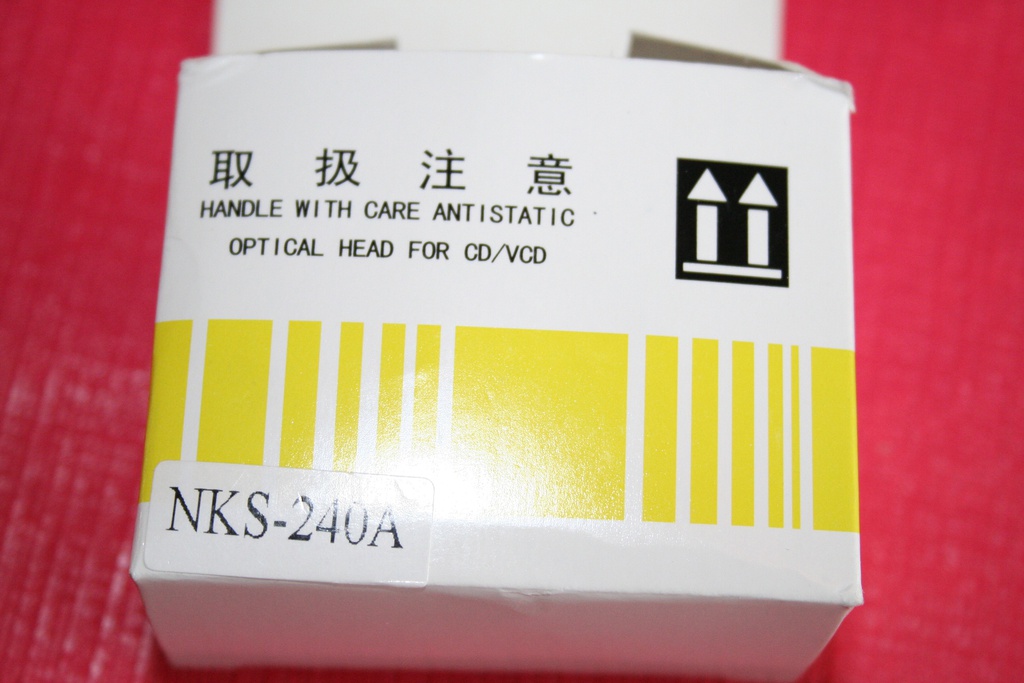 取扱注意
HANDLE WITH CARE ANTISTATIC
OPTICAL HEAD FOR CD/VCD
NKS-240A